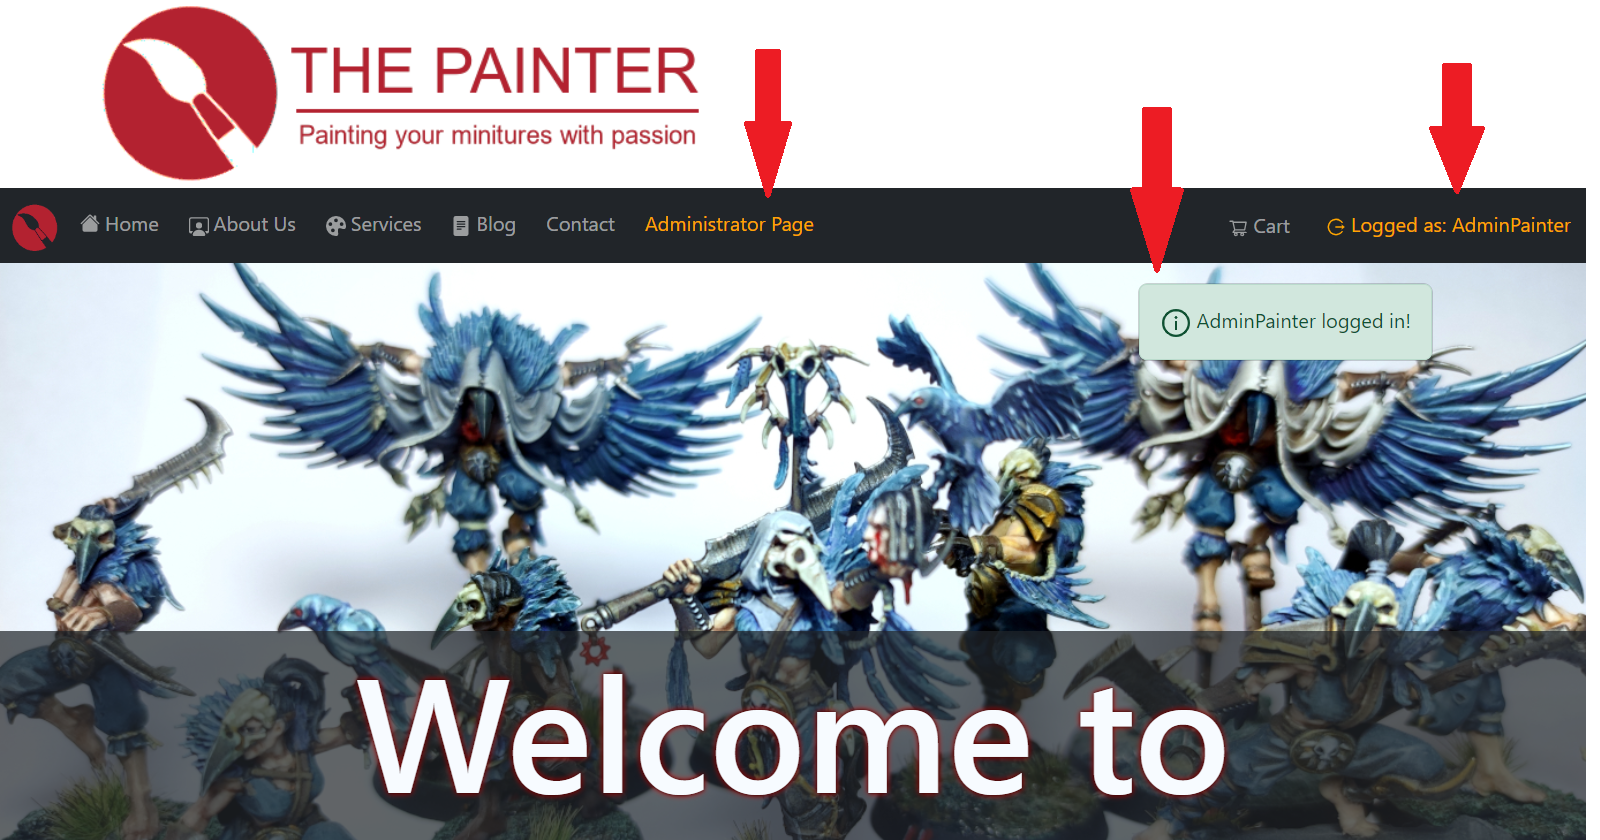 THE PAINTER
Painting your minitures with passion
Home About Us Services Blog Contact Administrator Page Cart Logged as: AdminPainter
AdminPainter logged in!
Welcome to